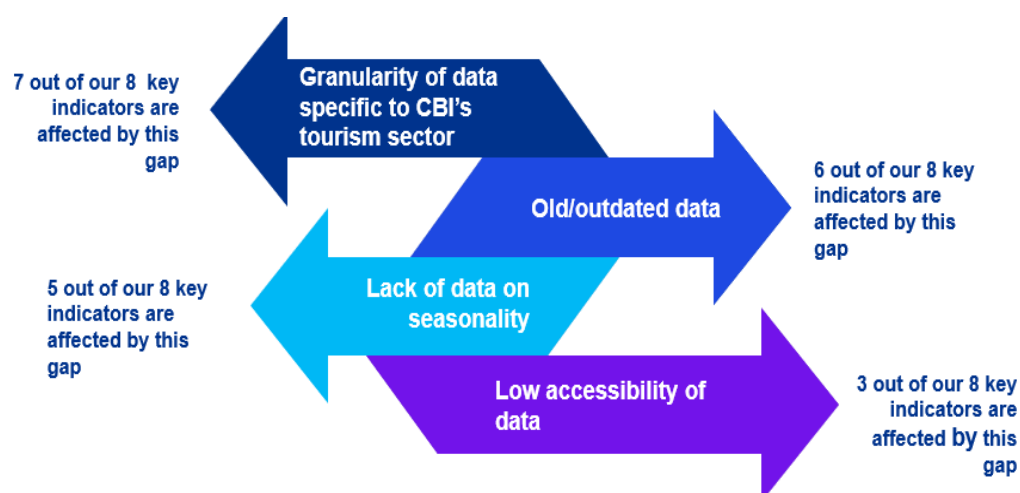 7 out of our 8 key
indicators are
affected by this
gap
Granularity of data
specific to CBI's
tourism sector
Old/outdated data
6 out of our 8 key
indicators are
affected by this
gap
5 out of our 8 key
indicators are
affected by this
gap
Lack of data on
seasonality
Low accessibility of
data
3 out of our 8 key
indicators are
affected by this
gap